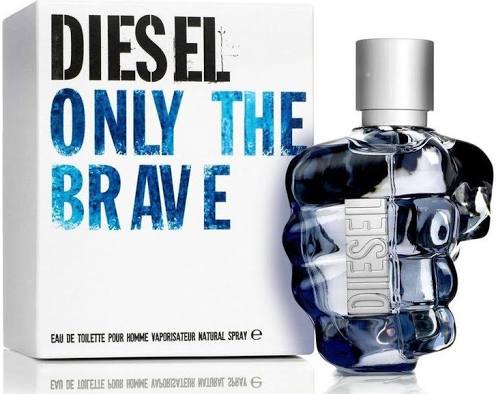 DIESEL
ONLY THE
BRAVE
EAU DE TOILETTE POUR HOMME VAPORISATEUR NATURAL SPRAY ℮
DIESEL